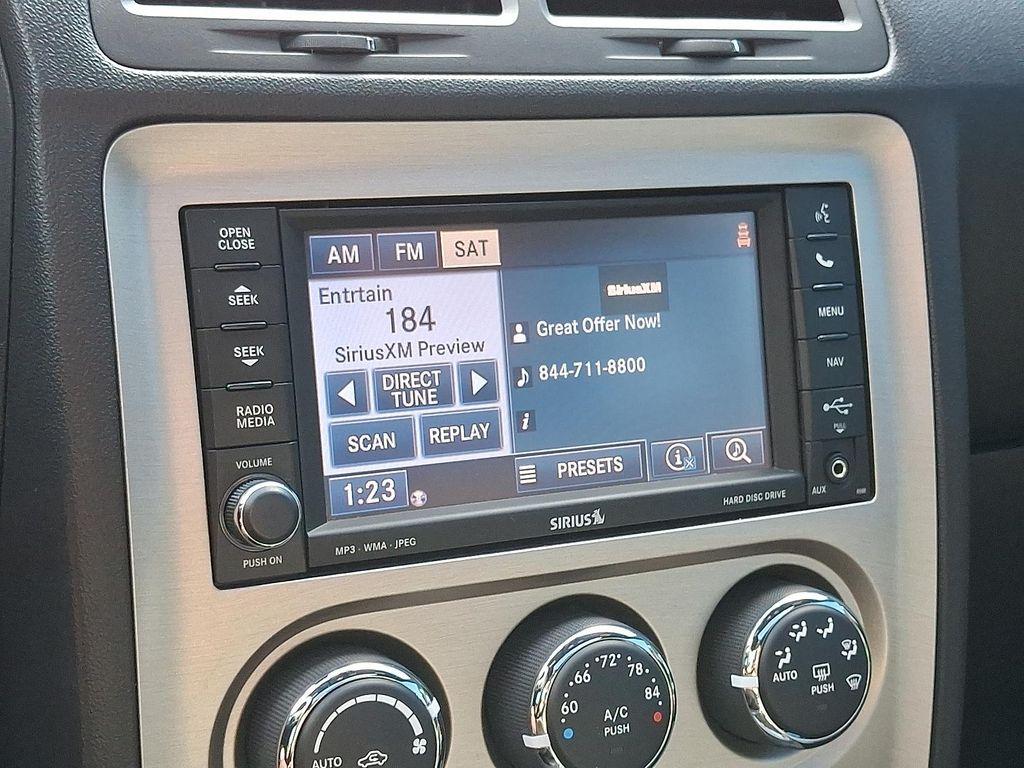 OPEN
CLOSE
SEEK
SEEK
RADIO
MEDIA
VOLUME
PUSH ON
AM
FM
SAT
Entrtain
184
SiriusXM Preview
DIRECT
TUNE
SCAN
REPLAY
1:23
SiriusXM
Great Offer Now!
844-711-8800
i
PRESETS
i
MP3 · WMA · JPEG
SIRIUS
HARD DISC DRIVE
MENU
NAV
PULL
AUX
AUTO
60
66
72
78
84
A/C
PUSH
AUTO
PUSH